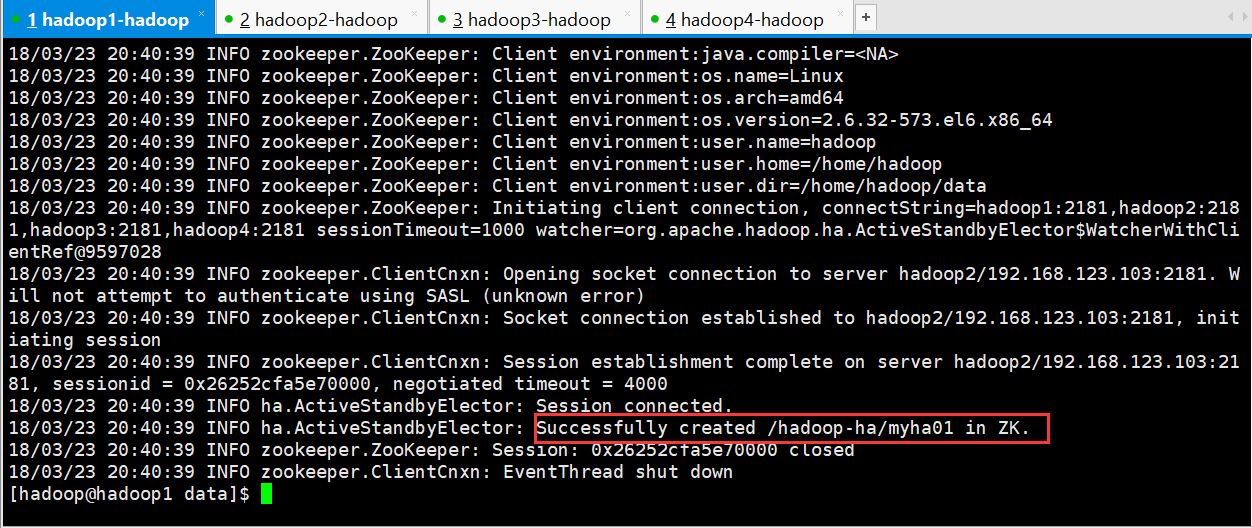 1 hadoop1-hadoop × 2 hadoop2-hadoop × 3 hadoop3-hadoop × 4 hadoop4-hadoop × +
18/03/23 20:40:39 INFO zookeeper.ZooKeeper: Client environment:java.compiler=<NA>
18/03/23 20:40:39 INFO zookeeper.ZooKeeper: Client environment:os.name=Linux
18/03/23 20:40:39 INFO zookeeper.ZooKeeper: Client environment:os.arch=amd64
18/03/23 20:40:39 INFO zookeeper.ZooKeeper: Client environment:os.version=2.6.32-573.el6.x86_64
18/03/23 20:40:39 INFO zookeeper.ZooKeeper: Client environment:user.name=hadoop
18/03/23 20:40:39 INFO zookeeper.ZooKeeper: Client environment:user.home=/home/hadoop
18/03/23 20:40:39 INFO zookeeper.ZooKeeper: Client environment:user.dir=/home/hadoop/data
18/03/23 20:40:39 INFO zookeeper.ZooKeeper: Initiating client connection, connectString=hadoop1:2181,hadoop2:218
1,hadoop3:2181,hadoop4:2181 sessionTimeout=1000 watcher=org.apache.hadoop.ha.ActiveStandbyElector$WatcherWithCli
entRef@9597028
18/03/23 20:40:39 INFO zookeeper.ClientCnxn: Opening socket connection to server hadoop2/192.168.123.103:2181. W
ill not attempt to authenticate using SASL (unknown error)
18/03/23 20:40:39 INFO zookeeper.ClientCnxn: Socket connection established to hadoop2/192.168.123.103:2181, init
iating session
18/03/23 20:40:39 INFO zookeeper.ClientCnxn: Session establishment complete on server hadoop2/192.168.123.103:21
81, sessionid = 0x26252cfa5e70000, negotiated timeout = 4000
18/03/23 20:40:39 INFO ha.ActiveStandbyElector: Session connected.
18/03/23 20:40:39 INFO ha.ActiveStandbyElector: Successfully created /hadoop-ha/myha01 in ZK.
18/03/23 20:40:39 INFO zookeeper.ZooKeeper: Session: 0x26252cfa5e70000 closed
18/03/23 20:40:39 INFO zookeeper.ClientCnxn: EventThread shut down
[hadoop@hadoop1 data]$